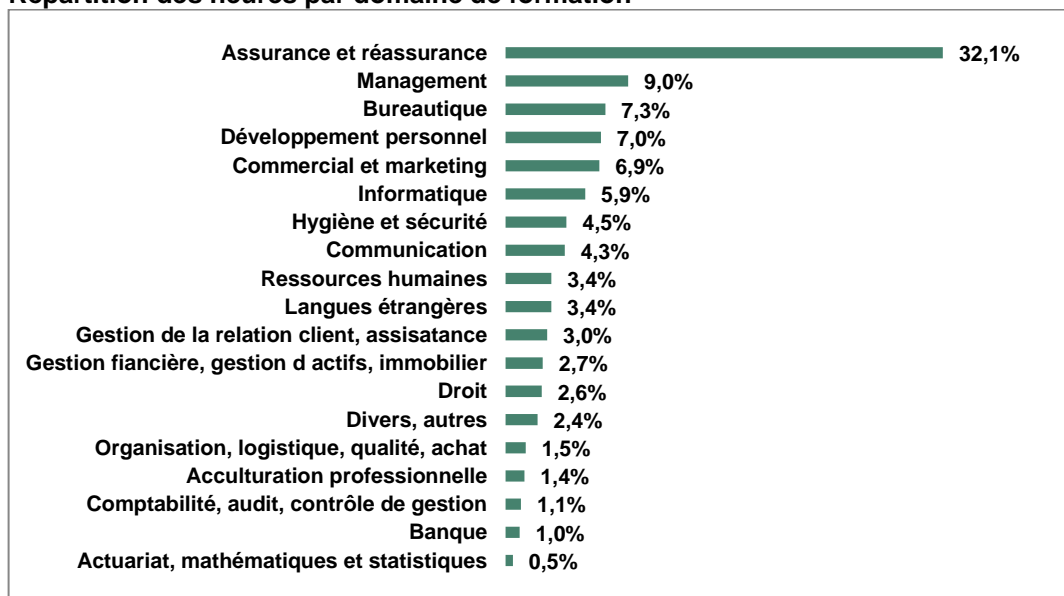 Répartition des heures par domaine de formation
Assurance et réassurance 32,1%
Management 9,0%
Bureautique 7,3%
Développement personnel 7,0%
Commercial et marketing 6,9%
Informatique 5,9%
Hygiène et sécurité 4,5%
Communication 4,3%
Ressources humaines 3,4%
Langues étrangères 3,4%
Gestion de la relation client, assisatance 3,0%
Gestion fiancière, gestion d actifs, immobilier 2,7%
Droit 2,6%
Divers, autres 2,4%
Organisation, logistique, qualité, achat 1,5%
Acculturation professionnelle 1,4%
Comptabilité, audit, contrôle de gestion 1,1%
Banque 1,0%
Actuariat, mathématiques et statistiques 0,5%